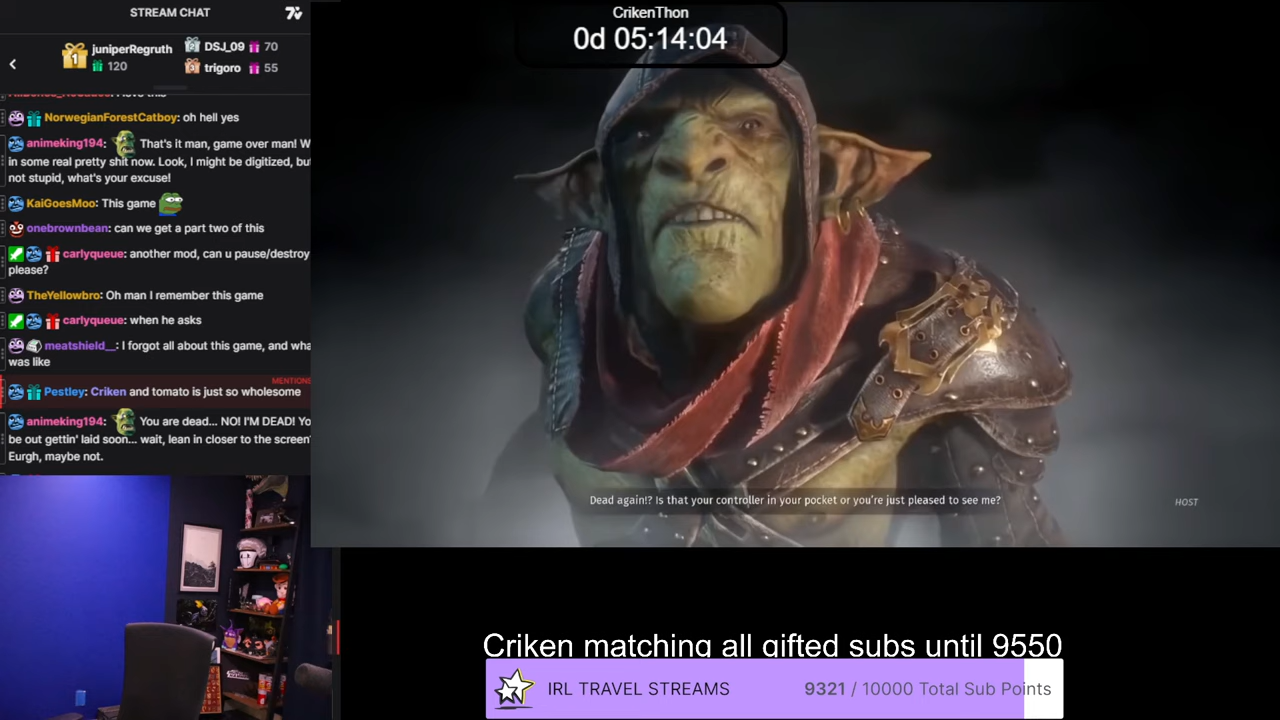 STREAM CHAT
juniperRegruth
120
DSJ_09 70
trigoro 55
NorwegianForestCatboy: oh hell yes
animeking194: That's it man, game over man! W
in some real pretty shit now. Look, I might be digitized, bu
not stupid, what's your excuse!
KaiGoesMoo: This game
onebrownbean: can we get a part two of this
carlyqueue: another mod, can u pause/destroy
please?
TheYellowbro: Oh man I remember this game
carlyqueue: when he asks
meatshield__: I forgot all about this game, and wha
was like
MENTIONS
Pestley: Criken and tomato is just so wholesome
animeking194: You are dead... NO! I'M DEAD! Yo
be out gettin' laid soon... wait, lean in closer to the screen
Eurgh, maybe not.
CrikenThon
0d 05:14:04
Dead again!? Is that your controller in your pocket or you're just pleased to see me?
HOST
Criken matching all gifted subs until 9550
IRL TRAVEL STREAMS 9321 / 10000 Total Sub Points